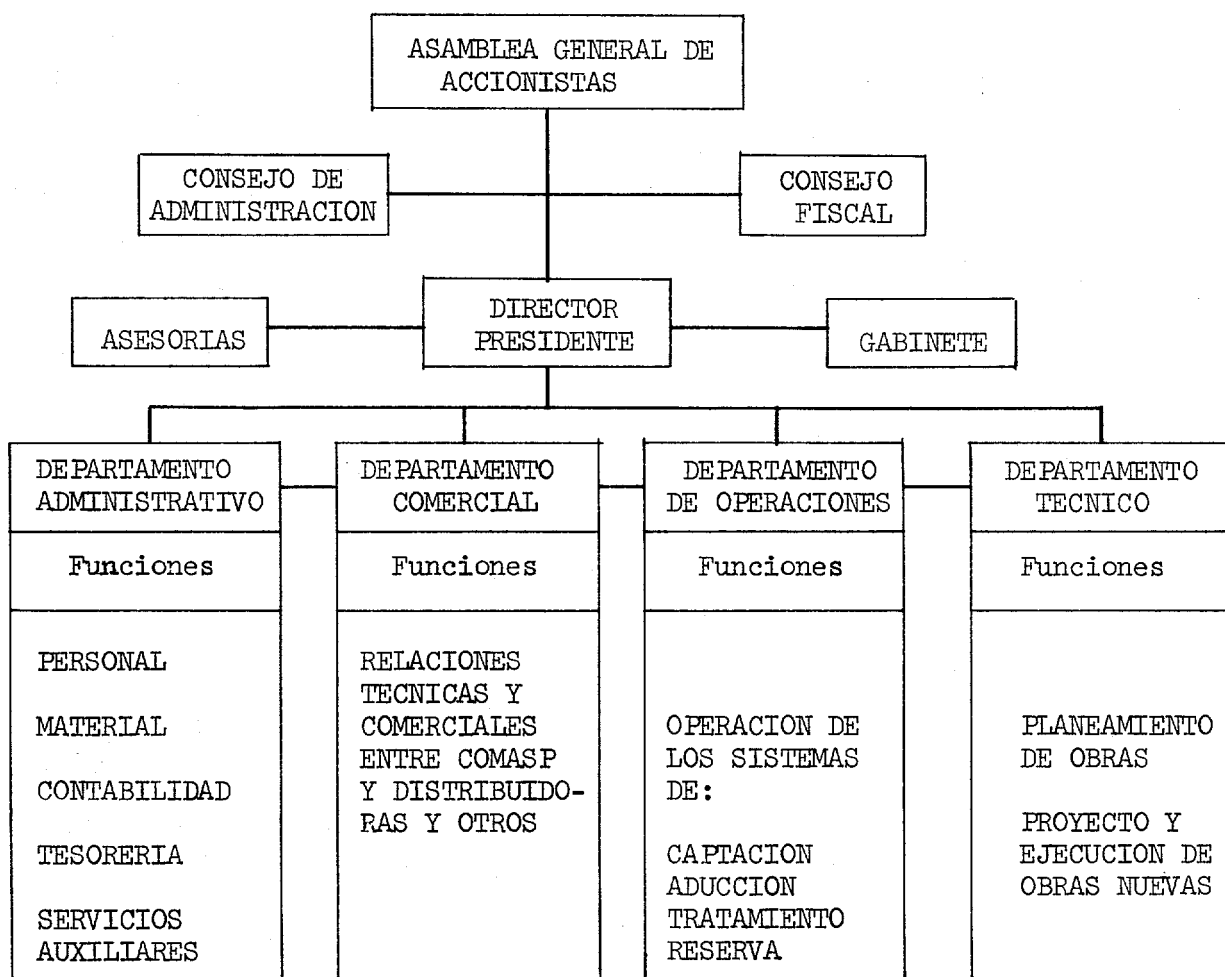 ASAMBLEA GENERAL DE
ACCIONISTAS
CONSEJO DE
ADMINISTRACION
CONSEJO
FISCAL
ASESORIAS
DIRECTOR
PRESIDENTE
GABINETE
DEPARTAMENTO
ADMINISTRATIVO
Funciones
PERSONAL
MATERIAL
CONTABILIDAD
TESORERIA
SERVICIOS
AUXILIARES
DEPARTAMENTO
COMERCIAL
Funciones
RELACIONES
TECNICAS Y
COMERCIALES
ENTRE COMASP
Y DISTRIBUIDO-
RAS Y OTROS
DEPARTAMENTO
DE OPERACIONES
Funciones
OPERACION DE
LOS SISTEMAS
DE:
CAPTACION
ADUCCION
TRATAMIENTO
RESERVA
DEPARTAMENTO
TECNICO
Funciones
PLANEAMIENTO
DE OBRAS
PROYECTO Y
EJECUCION DE
OBRAS NUEVAS